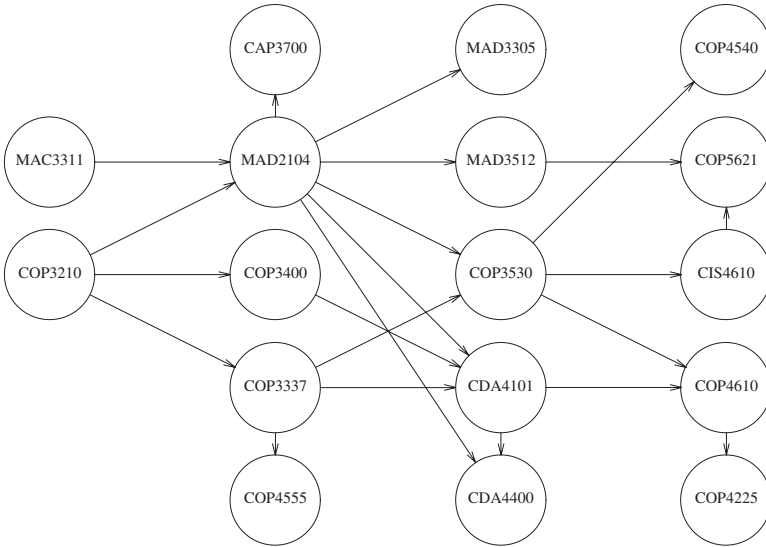 CAP3700
MAD3305
COP4540
MAC3311
MAD2104
MAD3512
COP5621
COP3210
COP3400
COP3530
CIS4610
COP3337
CDA4101
COP4610
COP4555
CDA4400
COP4225